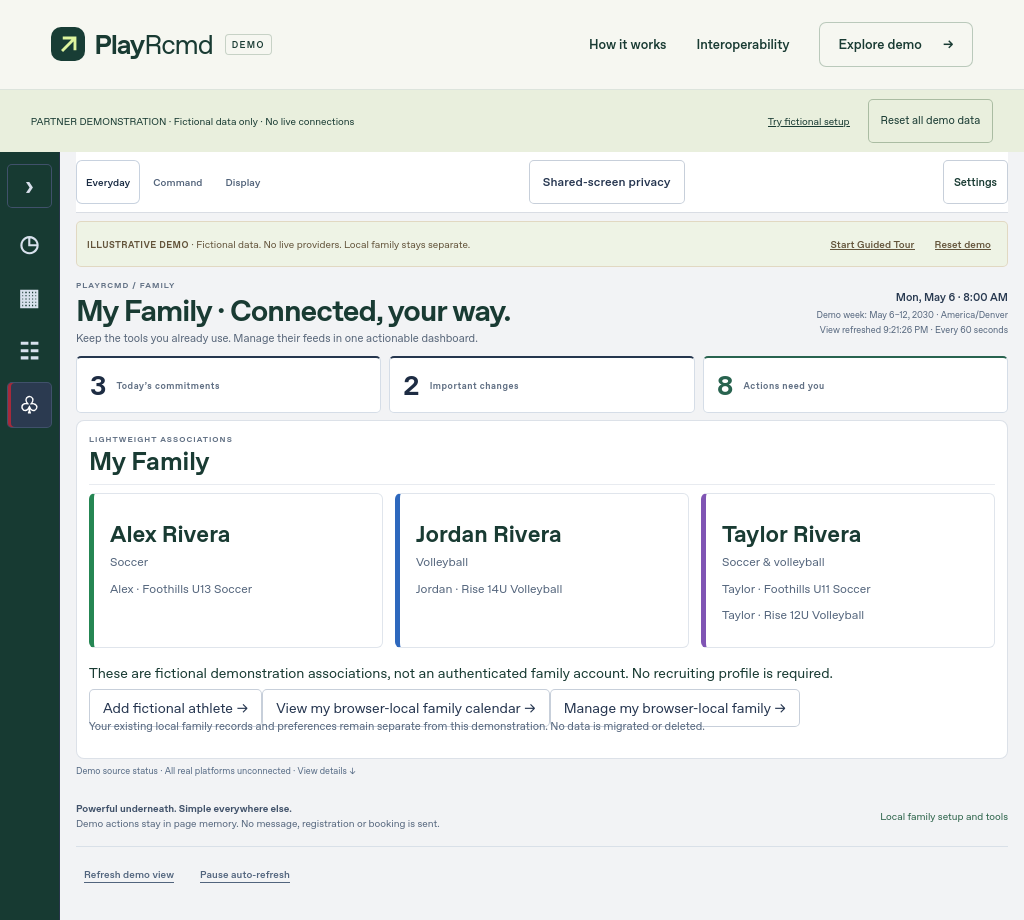 PlayRcmd DEMO How it works Interoperability Explore demo →
PARTNER DEMONSTRATION · Fictional data only · No live connections Try fictional setup Reset all demo data
› Everyday Command Display Shared-screen privacy Settings
ILLUSTRATIVE DEMO · Fictional data. No live providers. Local family stays separate. Start Guided Tour Reset demo
PLAYRCMD / FAMILY
My Family · Connected, your way.
Keep the tools you already use. Manage their feeds in one actionable dashboard.
Mon, May 6 · 8:00 AM
Demo week: May 6–12, 2030 · America/Denver
View refreshed 9:21:26 PM · Every 60 seconds
3 Today's commitments
2 Important changes
8 Actions need you
LIGHTWEIGHT ASSOCIATIONS
My Family
Alex Rivera
Soccer
Alex · Foothills U13 Soccer
Jordan Rivera
Volleyball
Jordan · Rise 14U Volleyball
Taylor Rivera
Soccer & volleyball
Taylor · Foothills U11 Soccer
Taylor · Rise 12U Volleyball
These are fictional demonstration associations, not an authenticated family account. No recruiting profile is required.
Add fictional athlete → View my browser-local family calendar → Manage my browser-local family →
Your existing local family records and preferences remain separate from this demonstration. No data is migrated or deleted.
Demo source status · All real platforms unconnected · View details ↓
Powerful underneath. Simple everywhere else.
Demo actions stay in page memory. No message, registration or booking is sent.
Local family setup and tools
Refresh demo view Pause auto-refresh